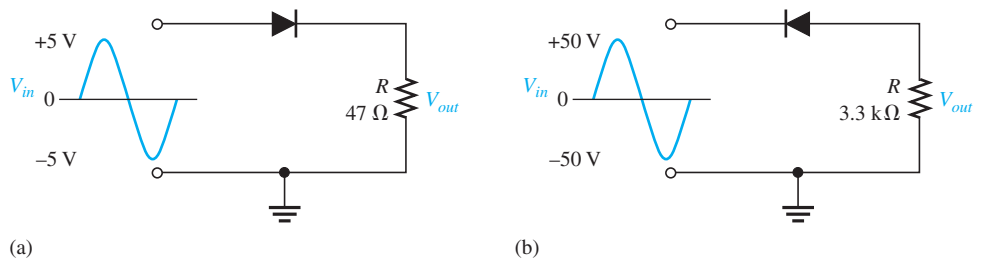 +5 V
V_in 0
−5 V
R
47 Ω
V_out
(a)
+50 V
V_in 0
−50 V
R
3.3 kΩ
V_out
(b)